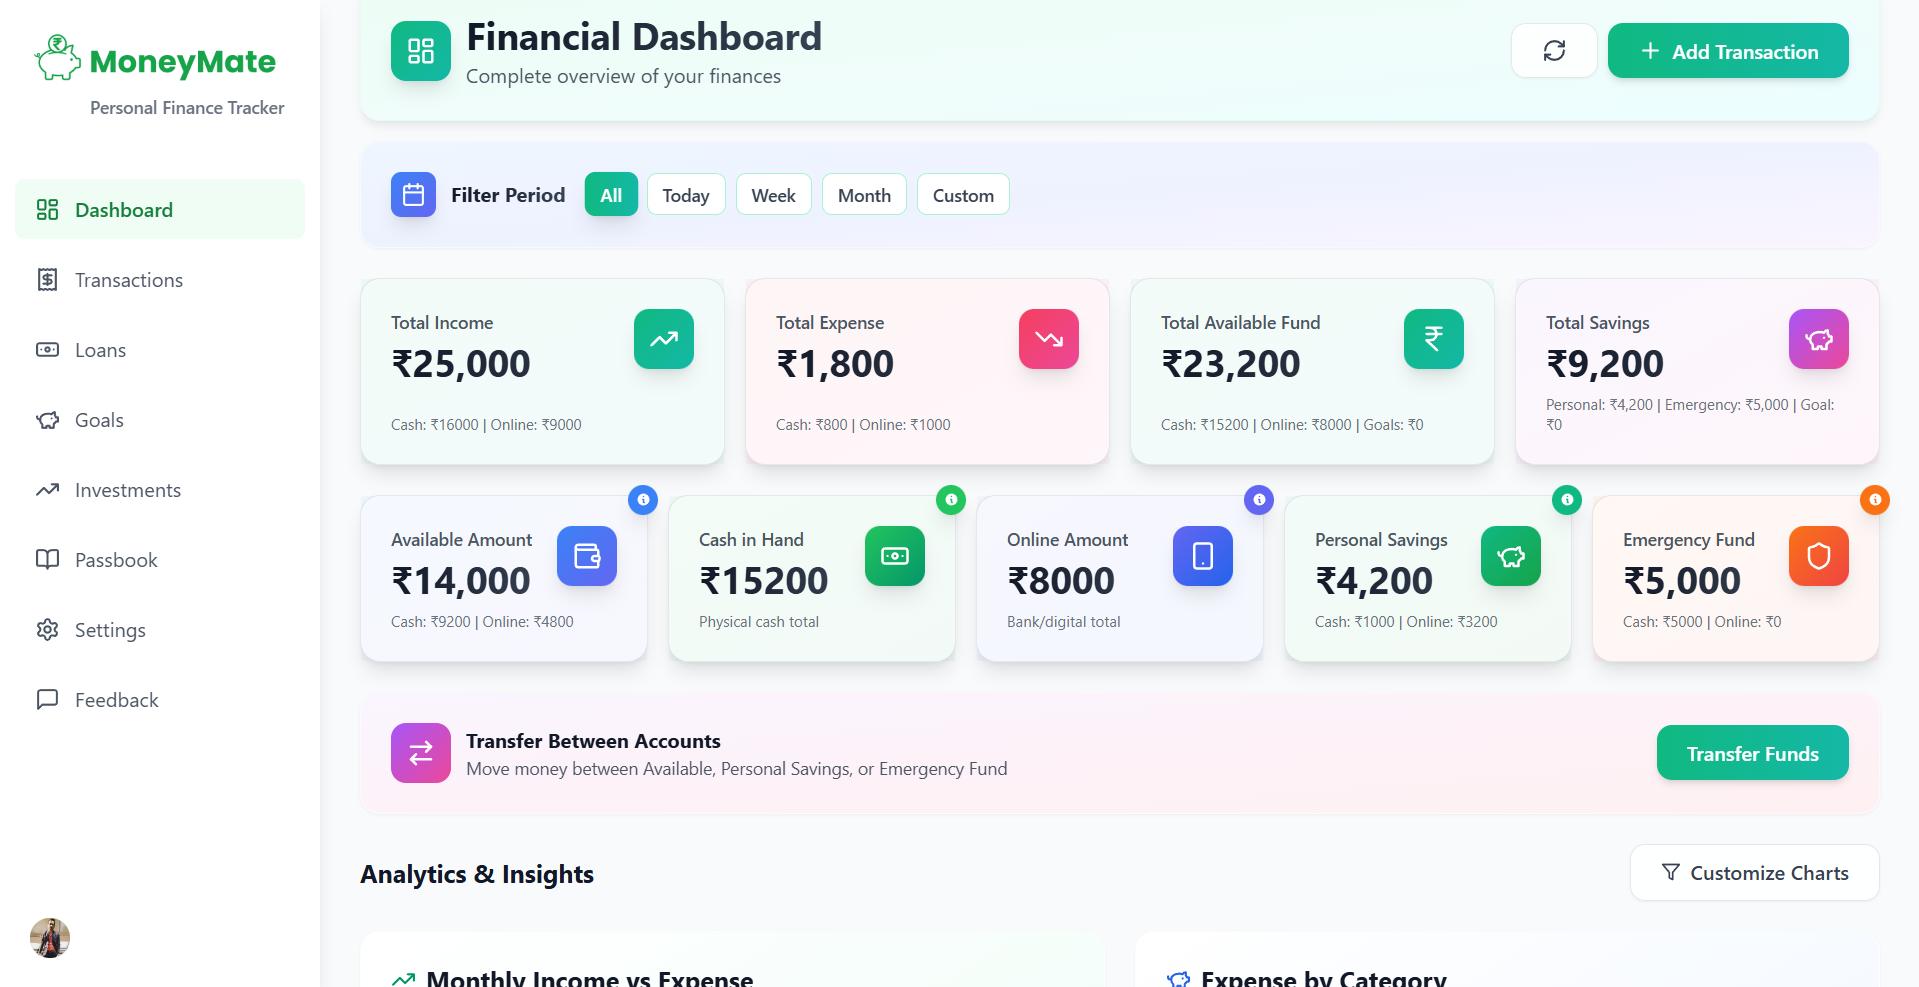 MoneyMate
Personal Finance Tracker
Dashboard
Transactions
Loans
Goals
Investments
Passbook
Settings
Feedback
Financial Dashboard
Complete overview of your finances
Add Transaction
Filter Period
All
Today
Week
Month
Custom
Total Income
₹25,000
Cash: ₹16000 | Online: ₹9000
Total Expense
₹1,800
Cash: ₹800 | Online: ₹1000
Total Available Fund
₹23,200
Cash: ₹15200 | Online: ₹8000 | Goals: ₹0
Total Savings
₹9,200
Personal: ₹4,200 | Emergency: ₹5,000 | Goal:
₹0
Available Amount
₹14,000
Cash: ₹9200 | Online: ₹4800
Cash in Hand
₹15200
Physical cash total
Online Amount
₹8000
Bank/digital total
Personal Savings
₹4,200
Cash: ₹1000 | Online: ₹3200
Emergency Fund
₹5,000
Cash: ₹5000 | Online: ₹0
Transfer Between Accounts
Move money between Available, Personal Savings, or Emergency Fund
Transfer Funds
Analytics & Insights
Customize Charts
Monthly Income vs Expense
Expense by Category